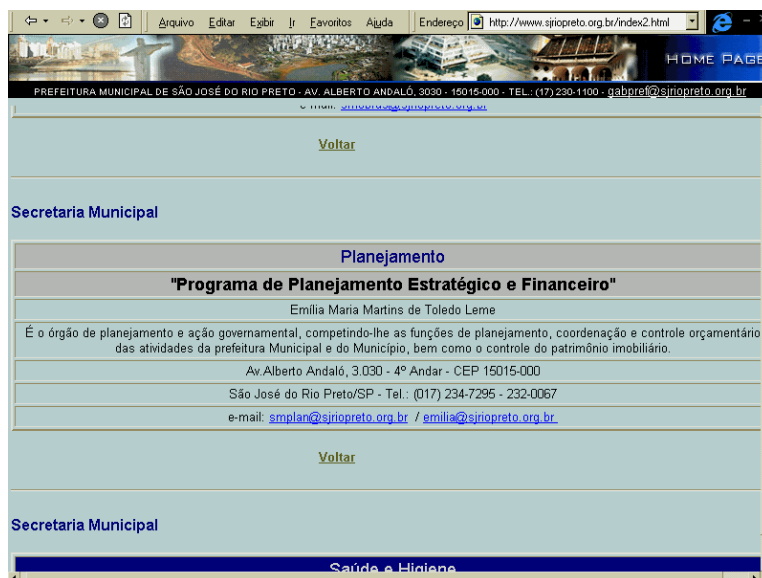 Arquivo Editar Exibir Ir Favoritos Ajuda Endereço http://www.sjriopreto.org.br/index2.html
HOME PAGE
PREFEITURA MUNICIPAL DE SÃO JOSÉ DO RIO PRETO - AV. ALBERTO ANDALÓ, 3030 - 15015-000 - TEL.: (17) 230-1100 - gabpref@sjriopreto.org.br
e-mail: smobras@sjriopreto.org.br
Voltar
Secretaria Municipal
Planejamento
"Programa de Planejamento Estratégico e Financeiro"
Emília Maria Martins de Toledo Leme
É o órgão de planejamento e ação governamental, competindo-lhe as funções de planejamento, coordenação e controle orçamentário
das atividades da prefeitura Municipal e do Município, bem como o controle do patrimônio imobiliário.
Av.Alberto Andaló, 3.030 - 4º Andar - CEP 15015-000
São José do Rio Preto/SP - Tel.: (017) 234-7295 - 232-0067
e-mail: smplan@sjriopreto.org.br / emilia@sjriopreto.org.br
Voltar
Secretaria Municipal
Saúde e Higiene